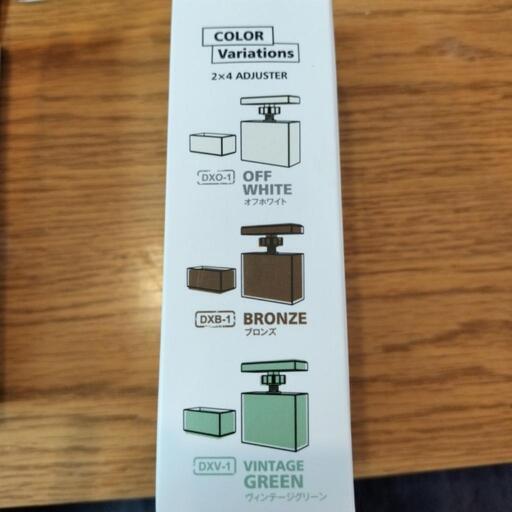 COLOR
Variations
2×4 ADJUSTER
DXO-1 OFF
WHITE
オフホワイト
DXB-1 BRONZE
ブロンズ
DXV-1 VINTAGE
GREEN
ヴィンテージグリーン